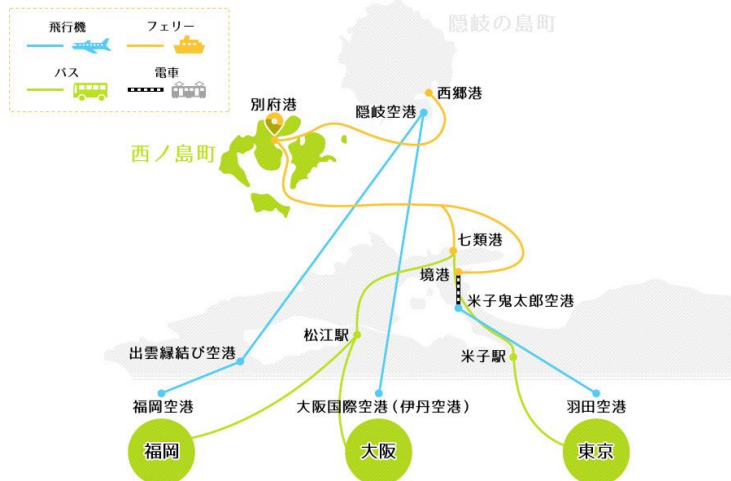 飛行機
フェリー
バス
電車
隠岐の島町
西郷港
隠岐空港
別府港
西ノ島町
七類港
境港
米子鬼太郎空港
松江駅
出雲縁結び空港
米子駅
福岡空港
大阪国際空港(伊丹空港)
羽田空港
福岡
大阪
東京